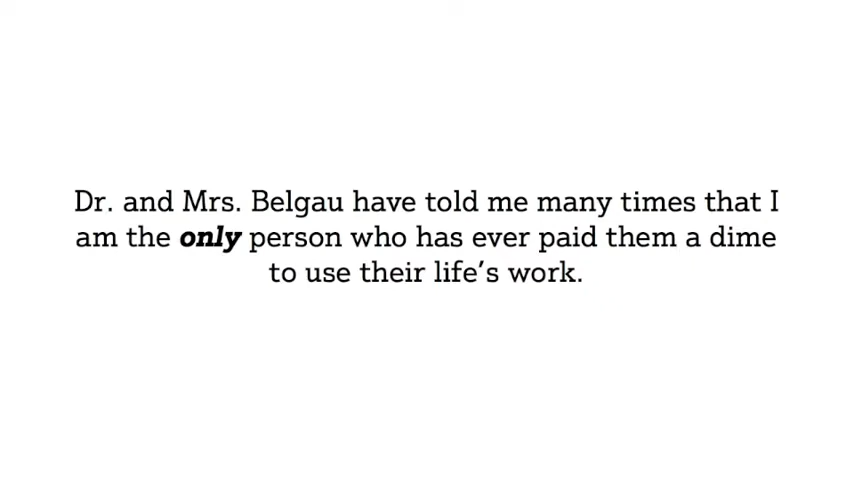 Dr. and Mrs. Belgau have told me many times that I
am the only person who has ever paid them a dime
to use their life’s work.